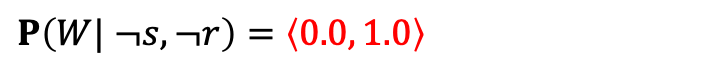 P(W| ¬s, ¬r) = ⟨0.0, 1.0⟩